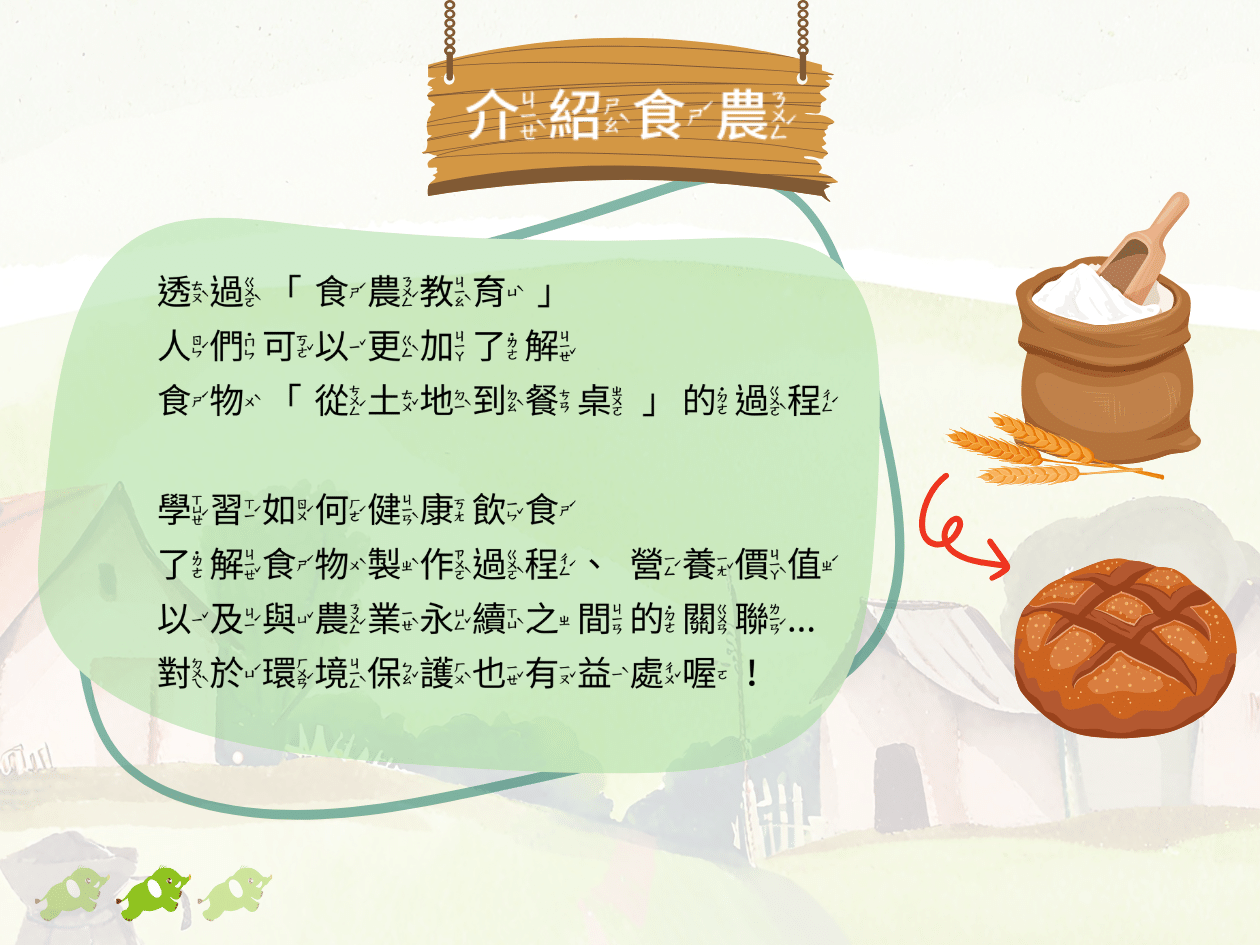 介紹食農
透過「食農教育」
人們可以更加了解
食物「從土地到餐桌」的過程
學習如何健康飲食
了解食物製作過程、營養價值
以及與農業永續之間的關聯...
對於環境保護也有益處喔！